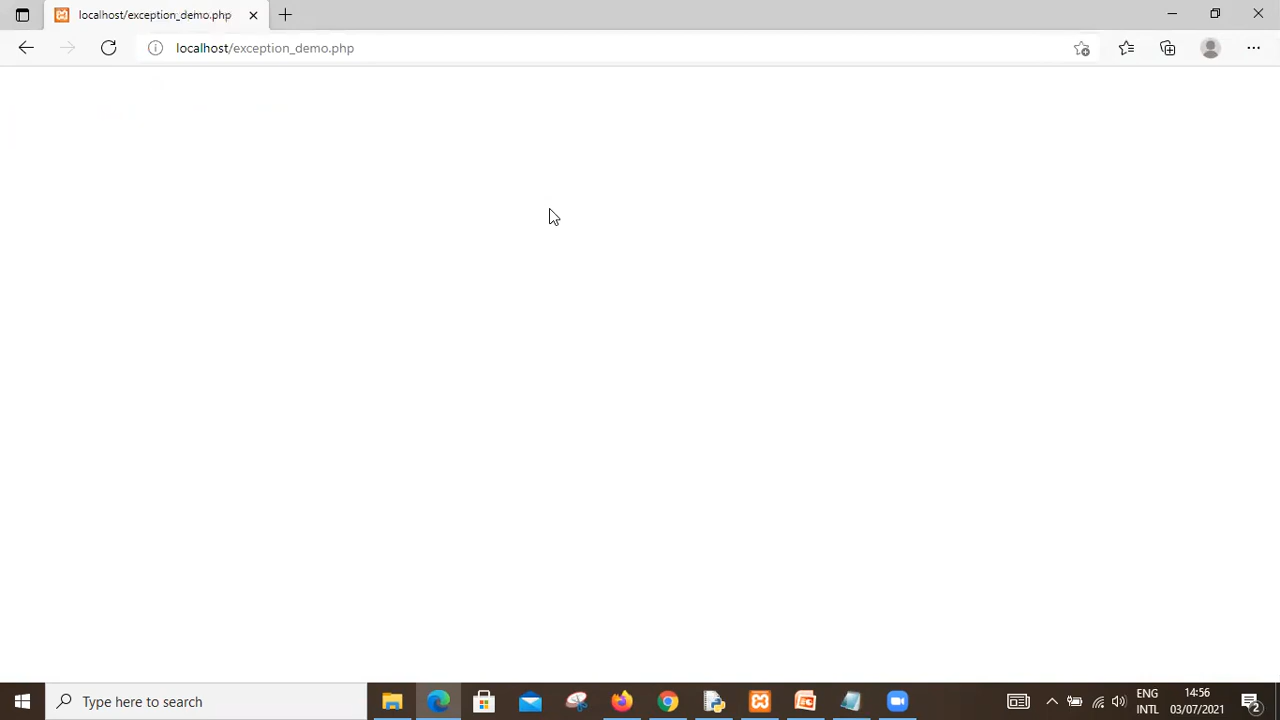 localhost/exception_demo.php
localhost/exception_demo.php
Type here to search
ENG
INTL
14:56
03/07/2021
2